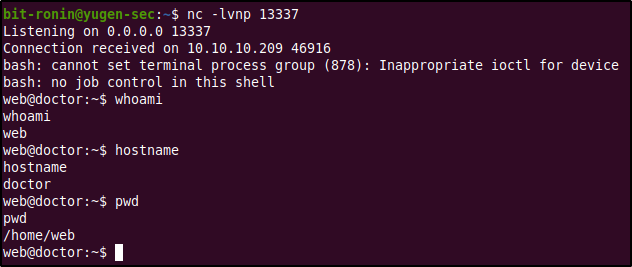 bit-ronin@yugen-sec:~$ nc -lvnp 13337
Listening on 0.0.0.0 13337
Connection received on 10.10.10.209 46916
bash: cannot set terminal process group (878): Inappropriate ioctl for device
bash: no job control in this shell
web@doctor:~$ whoami
whoami
web
web@doctor:~$ hostname
hostname
doctor
web@doctor:~$ pwd
pwd
/home/web
web@doctor:~$